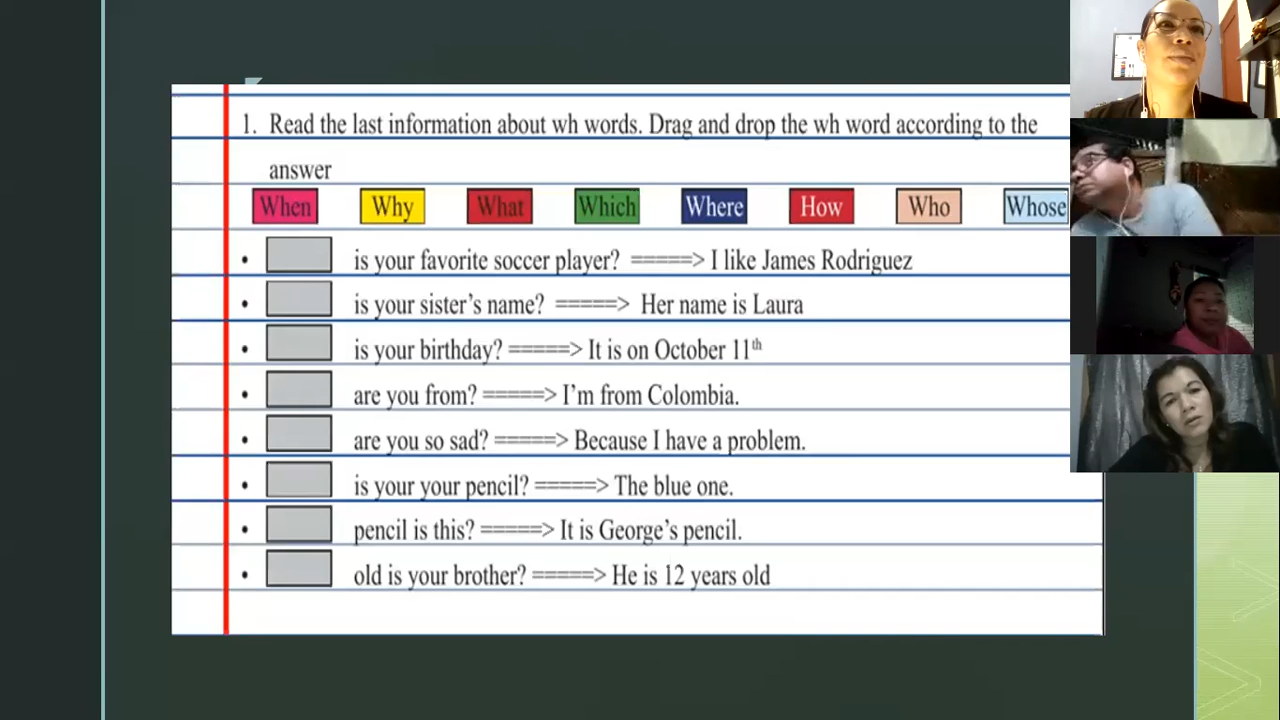 1. Read the last information about wh words. Drag and drop the wh word according to the
answer
When Why What Which Where How Who Whose
• is your favorite soccer player? =====> I like James Rodriguez
• is your sister's name? =====> Her name is Laura
• is your birthday? =====> It is on October 11th
• are you from? =====> I'm from Colombia.
• are you so sad? =====> Because I have a problem.
• is your your pencil? =====> The blue one.
• pencil is this? =====> It is George's pencil.
• old is your brother? =====> He is 12 years old